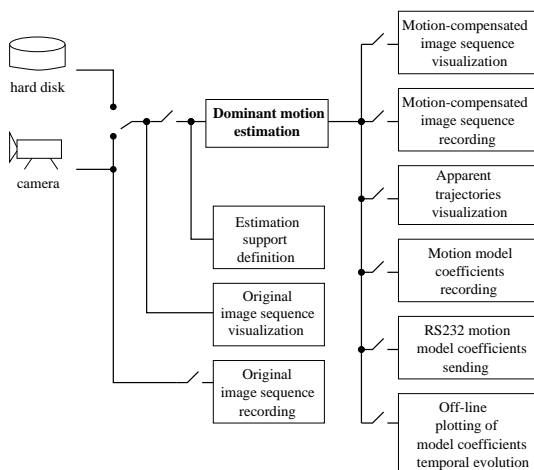 hard disk
camera
Dominant motion
estimation
Estimation
support
definition
Original
image sequence
visualization
Original
image sequence
recording
Motion-compensated
image sequence
visualization
Motion-compensated
image sequence
recording
Apparent
trajectories
visualization
Motion model
coefficients
recording
RS232 motion
model coefficients
sending
Off-line
plotting of
model coefficients
temporal evolution